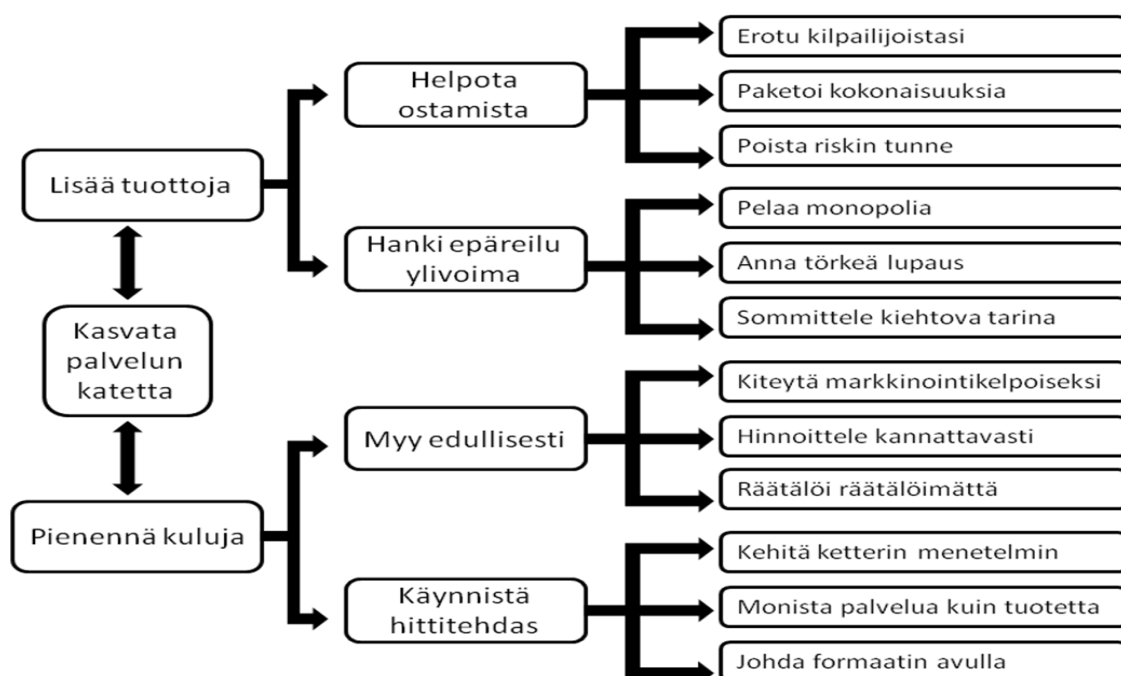 Kasvata
palvelun
katetta
Lisää tuottoja
Helpota
ostamista
Erotu kilpailijoistasi
Paketoi kokonaisuuksia
Poista riskin tunne
Hanki epäreilu
ylivoima
Pelaa monopolia
Anna törkeä lupaus
Sommittele kiehtova tarina
Pienennä kuluja
Myy edullisesti
Kiteytä markkinointikelpoiseksi
Hinnoittele kannattavasti
Räätälöi räätälöimättä
Käynnistä
hittitehdas
Kehitä ketterin menetelmin
Monista palvelua kuin tuotetta
Johda formaatin avulla